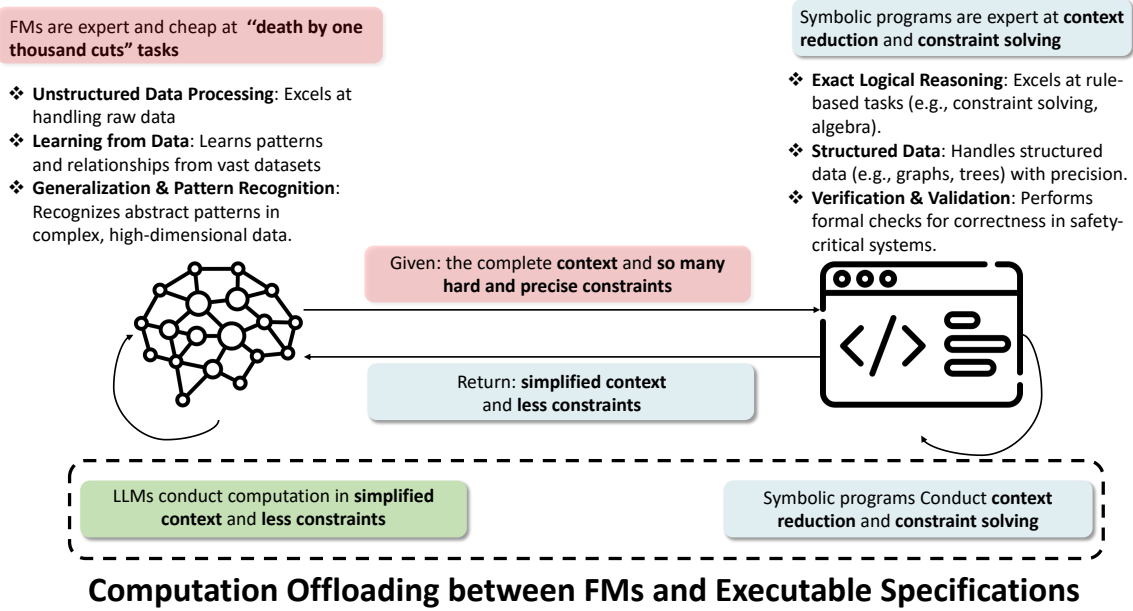 FMs are expert and cheap at “death by one
thousand cuts” tasks
❖ Unstructured Data Processing: Excels at
handling raw data
❖ Learning from Data: Learns patterns
and relationships from vast datasets
❖ Generalization & Pattern Recognition:
Recognizes abstract patterns in
complex, high-dimensional data.
Symbolic programs are expert at context
reduction and constraint solving
❖ Exact Logical Reasoning: Excels at rule-
based tasks (e.g., constraint solving,
algebra).
❖ Structured Data: Handles structured
data (e.g., graphs, trees) with precision.
❖ Verification & Validation: Performs
formal checks for correctness in safety-
critical systems.
Given: the complete context and so many
hard and precise constraints
</>
Return: simplified context
and less constraints
LLMs conduct computation in simplified
context and less constraints
Symbolic programs Conduct context
reduction and constraint solving
Computation Offloading between FMs and Executable Specifications